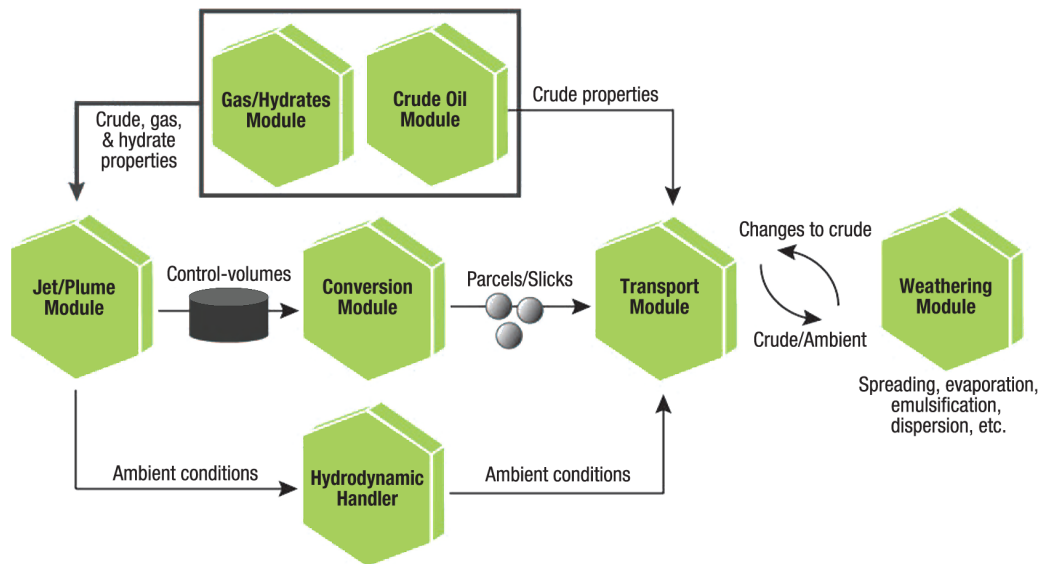 Gas/Hydrates
Module
Crude Oil
Module
Crude properties
Crude, gas,
& hydrate
properties
Jet/Plume
Module
Control-volumes
Conversion
Module
Parcels/Slicks
Transport
Module
Changes to crude
Crude/Ambient
Weathering
Module
Spreading, evaporation,
emulsification,
dispersion, etc.
Ambient conditions
Hydrodynamic
Handler
Ambient conditions